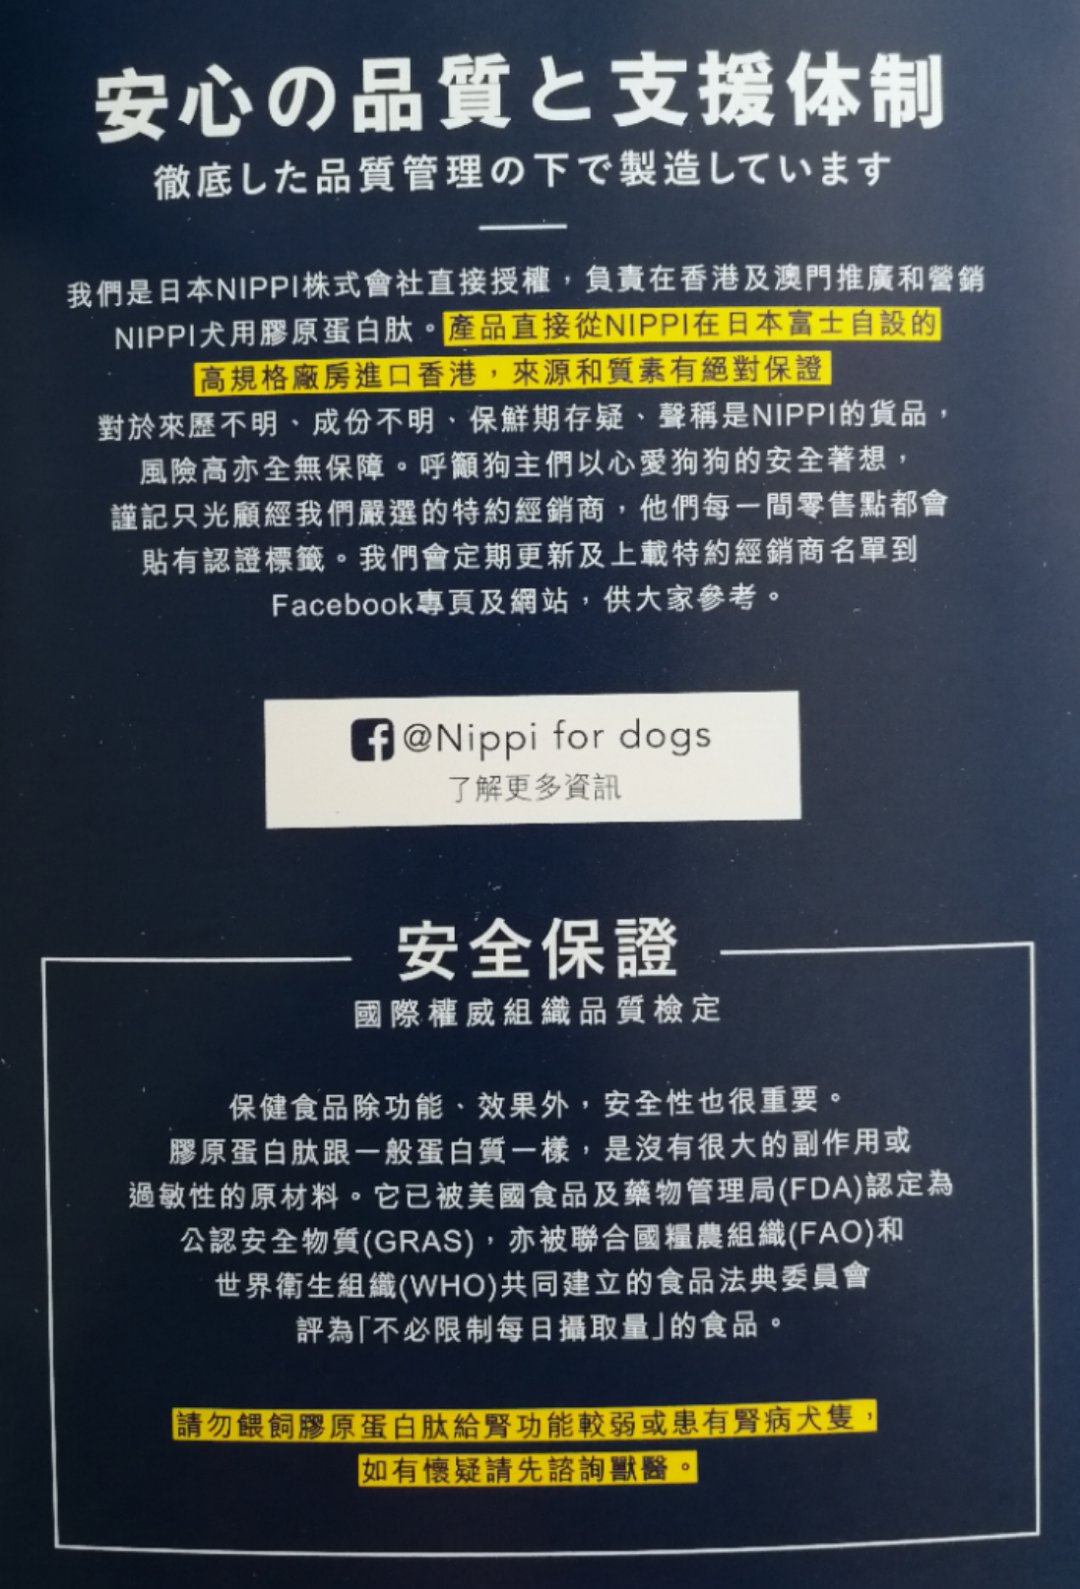 安心の品質と支援体制
徹底した品質管理の下で製造しています
我們是日本NIPPI株式會社直接授權，負責在香港及澳門推廣和營銷
NIPPI犬用膠原蛋白肽。產品直接從NIPPI在日本富士自設的
高規格廠房進口香港，來源和質素有絕對保證
對於來歷不明、成份不明、保鮮期存疑、聲稱是NIPPI的貨品，
風險高亦全無保障。呼籲狗主們以心愛狗狗的安全著想，
謹記只光顧經我們嚴選的特約經銷商，他們每一間零售點都會
貼有認證標籤。我們會定期更新及上載特約經銷商名單到
Facebook專頁及網站，供大家參考。
@Nippi for dogs
了解更多資訊
安全保證
國際權威組織品質檢定
保健食品除功能、效果外，安全性也很重要。
膠原蛋白肽跟一般蛋白質一樣，是沒有很大的副作用或
過敏性的原材料。它已被美國食品及藥物管理局(FDA)認定為
公認安全物質(GRAS)，亦被聯合國糧農組織(FAO)和
世界衛生組織(WHO)共同建立的食品法典委員會
評為「不必限制每日攝取量」的食品。
請勿餵飼膠原蛋白肽給腎功能較弱或患有腎病犬隻，
如有懷疑請先諮詢獸醫。